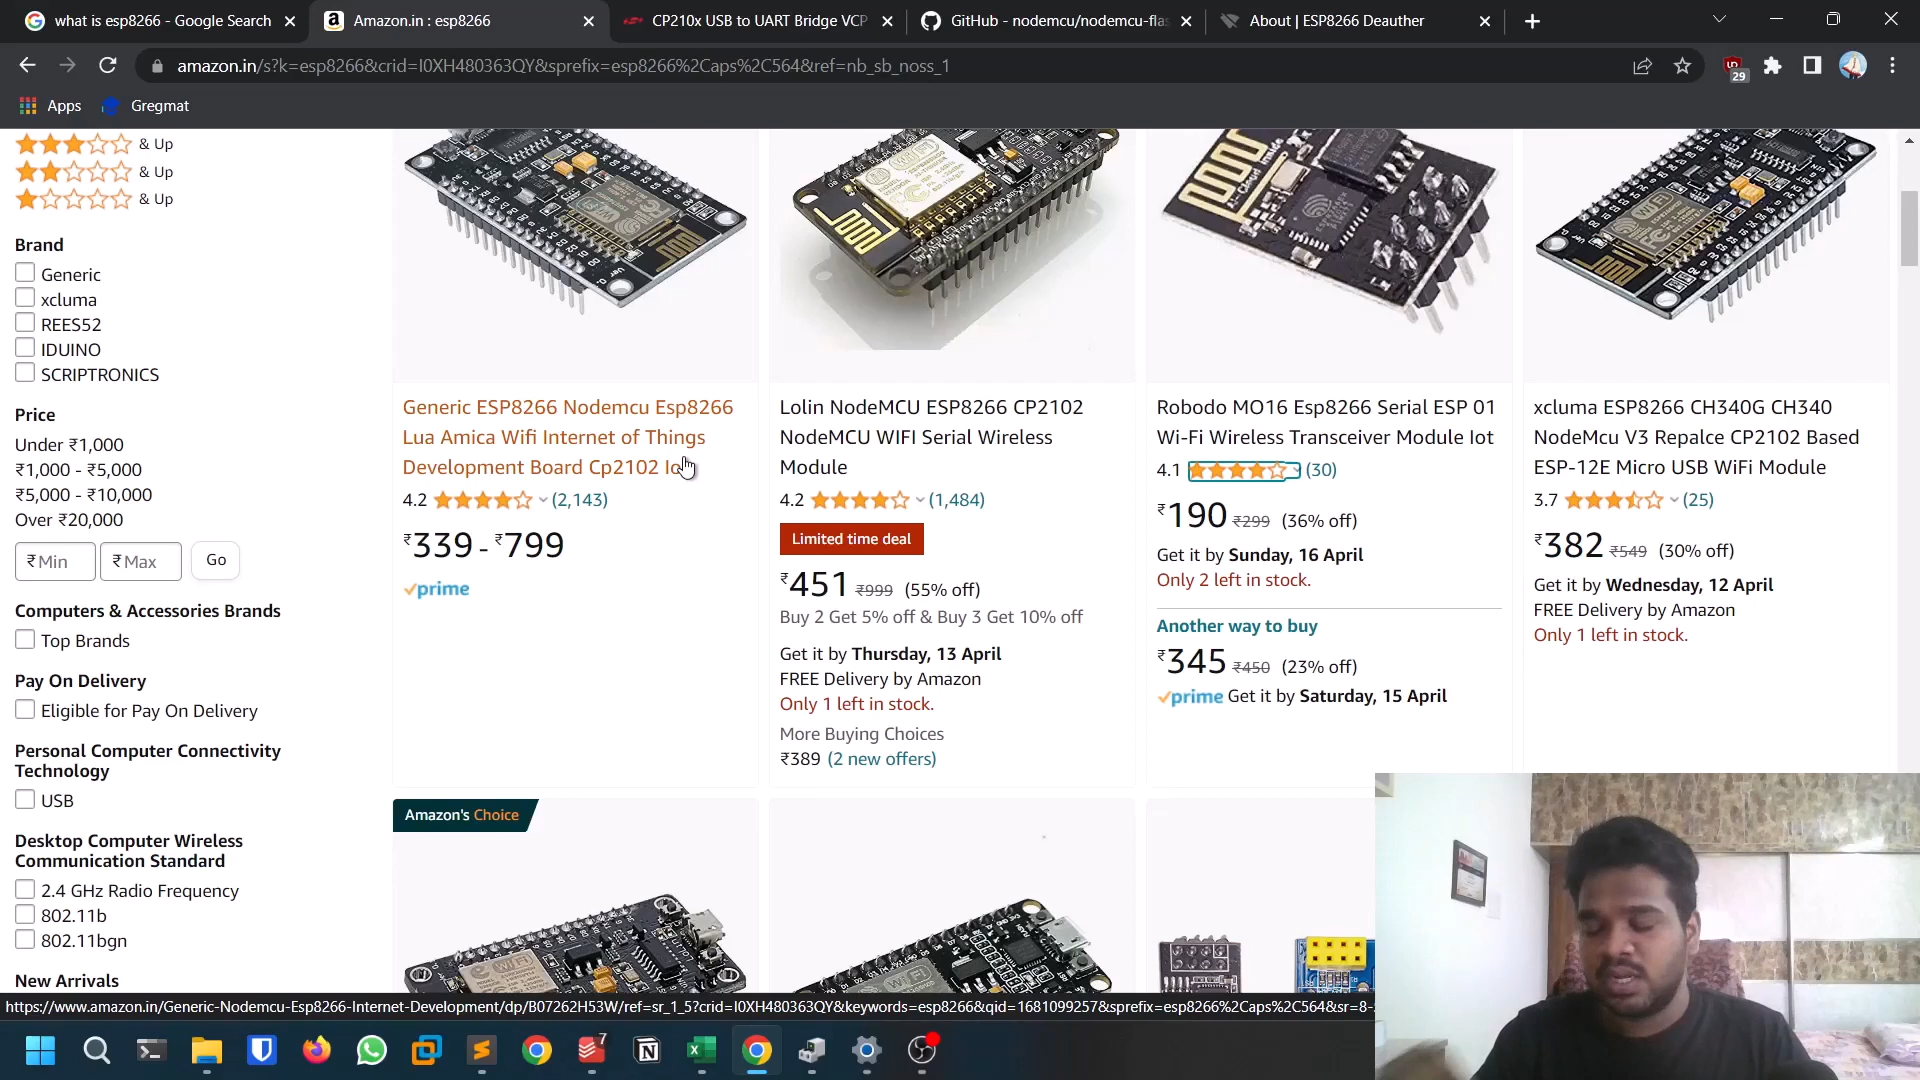 what is esp8266 - Google Search
Amazon.in : esp8266
CP210x USB to UART Bridge VCP
GitHub - nodemcu/nodemcu-fla
About | ESP8266 Deauther
amazon.in/s?k=esp8266&crid=I0XH480363QY&sprefix=esp8266%2Caps%2C564&ref=nb_sb_noss_1
29
Apps
Gregmat
& Up
& Up
& Up
Brand
Generic
xcluma
REES52
IDUINO
SCRIPTRONICS
Price
Under ₹1,000
₹1,000 - ₹5,000
₹5,000 - ₹10,000
Over ₹20,000
₹ Min
₹ Max
Go
Computers & Accessories Brands
Top Brands
Pay On Delivery
Eligible for Pay On Delivery
Personal Computer Connectivity
Technology
USB
Desktop Computer Wireless
Communication Standard
2.4 GHz Radio Frequency
802.11b
802.11bgn
New Arrivals
Generic ESP8266 Nodemcu Esp8266
Lua Amica Wifi Internet of Things
Development Board Cp2102 Io
4.2 (2,143)
₹339 - ₹799
prime
Lolin NodeMCU ESP8266 CP2102
NodeMCU WIFI Serial Wireless
Module
4.2 (1,484)
Limited time deal
₹451 ₹999 (55% off)
Buy 2 Get 5% off & Buy 3 Get 10% off
Get it by Thursday, 13 April
FREE Delivery by Amazon
Only 1 left in stock.
More Buying Choices
₹389 (2 new offers)
Robodo MO16 Esp8266 Serial ESP 01
Wi-Fi Wireless Transceiver Module Iot
4.1 (30)
₹190 ₹299 (36% off)
Get it by Sunday, 16 April
Only 2 left in stock.
Another way to buy
₹345 ₹450 (23% off)
prime Get it by Saturday, 15 April
xcluma ESP8266 CH340G CH340
NodeMcu V3 Repalce CP2102 Based
ESP-12E Micro USB WiFi Module
3.7 (25)
₹382 ₹549 (30% off)
Get it by Wednesday, 12 April
FREE Delivery by Amazon
Only 1 left in stock.
Amazon's Choice
https://www.amazon.in/Generic-Nodemcu-Esp8266-Internet-Development/dp/B07262H53W/ref=sr_1_5?crid=I0XH480363QY&keywords=esp8266&qid=1681099257&sprefix=esp8266%2Caps%2C564&sr=8-
7